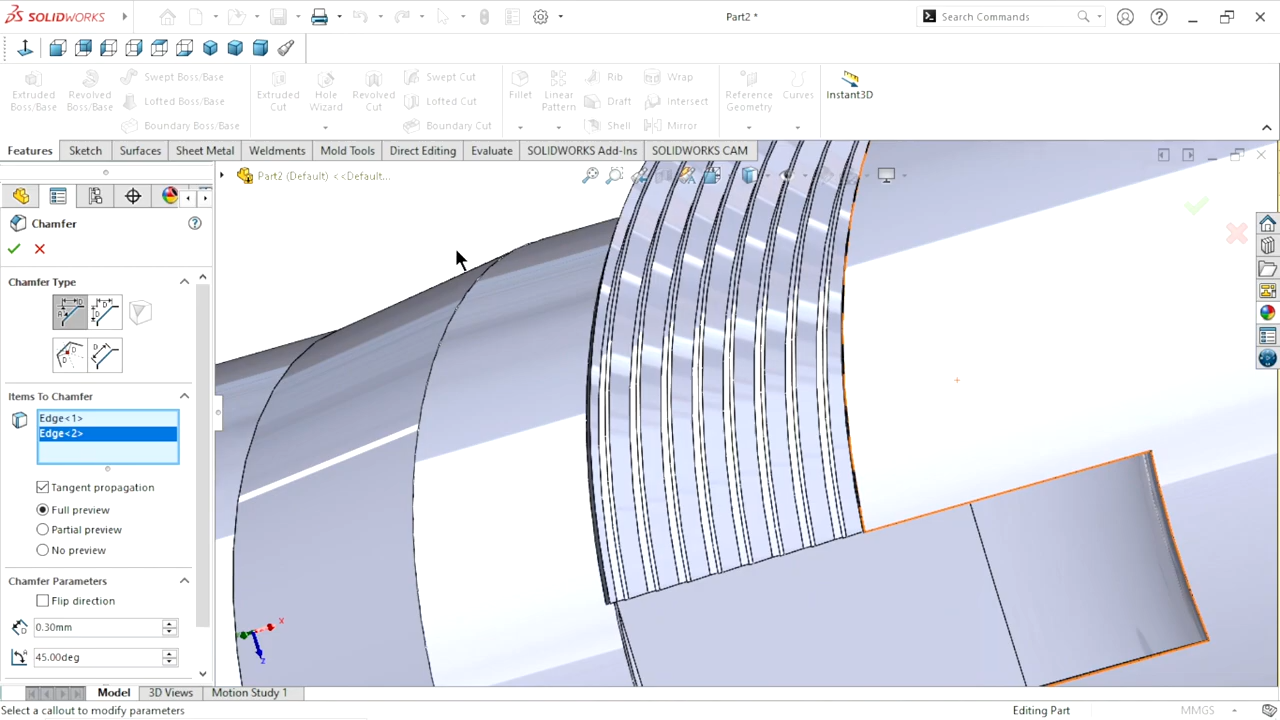 SOLIDWORKS
Part2 *
Search Commands
Extruded Boss/Base
Revolved Boss/Base
Swept Boss/Base
Lofted Boss/Base
Boundary Boss/Base
Extruded Cut
Hole Wizard
Revolved Cut
Swept Cut
Lofted Cut
Boundary Cut
Fillet
Linear Pattern
Rib
Draft
Shell
Wrap
Intersect
Mirror
Reference Geometry
Curves
Instant3D
Features
Sketch
Surfaces
Sheet Metal
Weldments
Mold Tools
Direct Editing
Evaluate
SOLIDWORKS Add-Ins
SOLIDWORKS CAM
Part2 (Default) <<Default...
Chamfer
Chamfer Type
Items To Chamfer
Edge<1>
Edge<2>
Tangent propagation
Full preview
Partial preview
No preview
Chamfer Parameters
Flip direction
0.30mm
45.00deg
x
z
Model
3D Views
Motion Study 1
Select a callout to modify parameters
Editing Part
MMGS